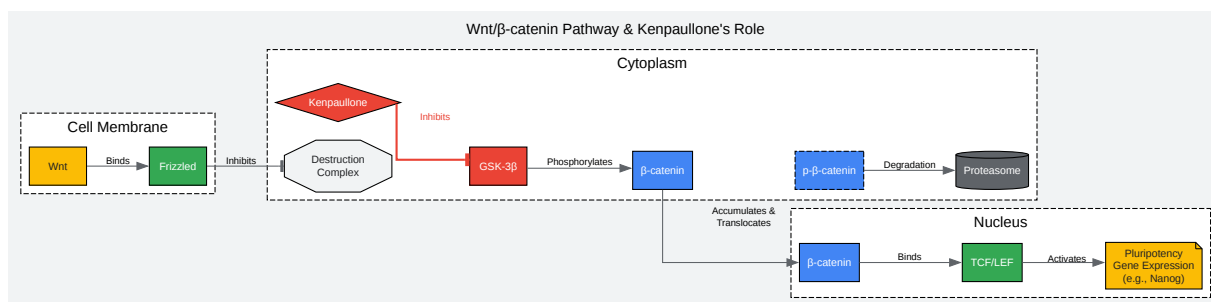 Wnt/β-catenin Pathway & Kenpaullone's Role
Cytoplasm
Kenpaullone
Inhibits
Cell Membrane
Wnt
Binds
Frizzled
Inhibits
Destruction
Complex
GSK-3β
Phosphorylates
β-catenin
p-β-catenin
Degradation
Proteasome
Accumulates &
Translocates
Nucleus
β-catenin
Binds
TCF/LEF
Activates
Pluripotency
Gene Expression
(e.g., Nanog)